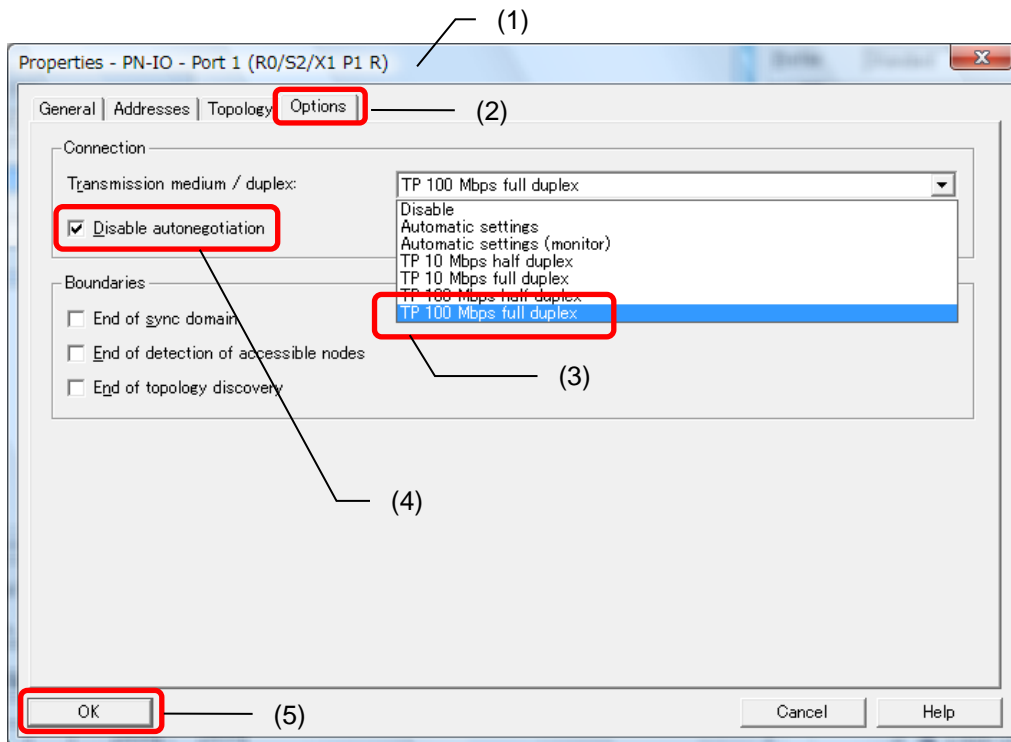 (1)
Properties - PN-IO - Port 1 (R0/S2/X1 P1 R)
General Addresses Topology Options
(2)
Connection
Transmission medium / duplex:
TP 100 Mbps full duplex
Disable autonegotiation
Disable
Automatic settings
Automatic settings (monitor)
TP 10 Mbps half duplex
TP 10 Mbps full duplex
TP 100 Mbps half duplex
TP 100 Mbps full duplex
Boundaries
End of sync domain
End of detection of accessible nodes
End of topology discovery
(3)
(4)
OK
(5)
Cancel
Help